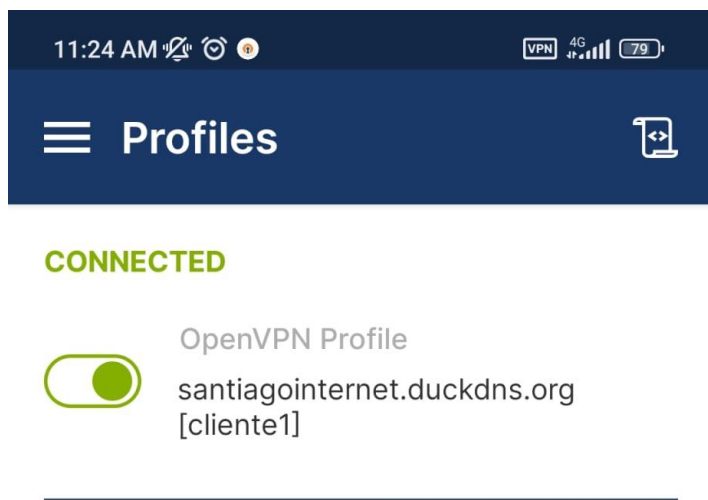 11:24 AM VPN 4G 79
Profiles
CONNECTED
OpenVPN Profile
santiagointernet.duckdns.org
[cliente1]